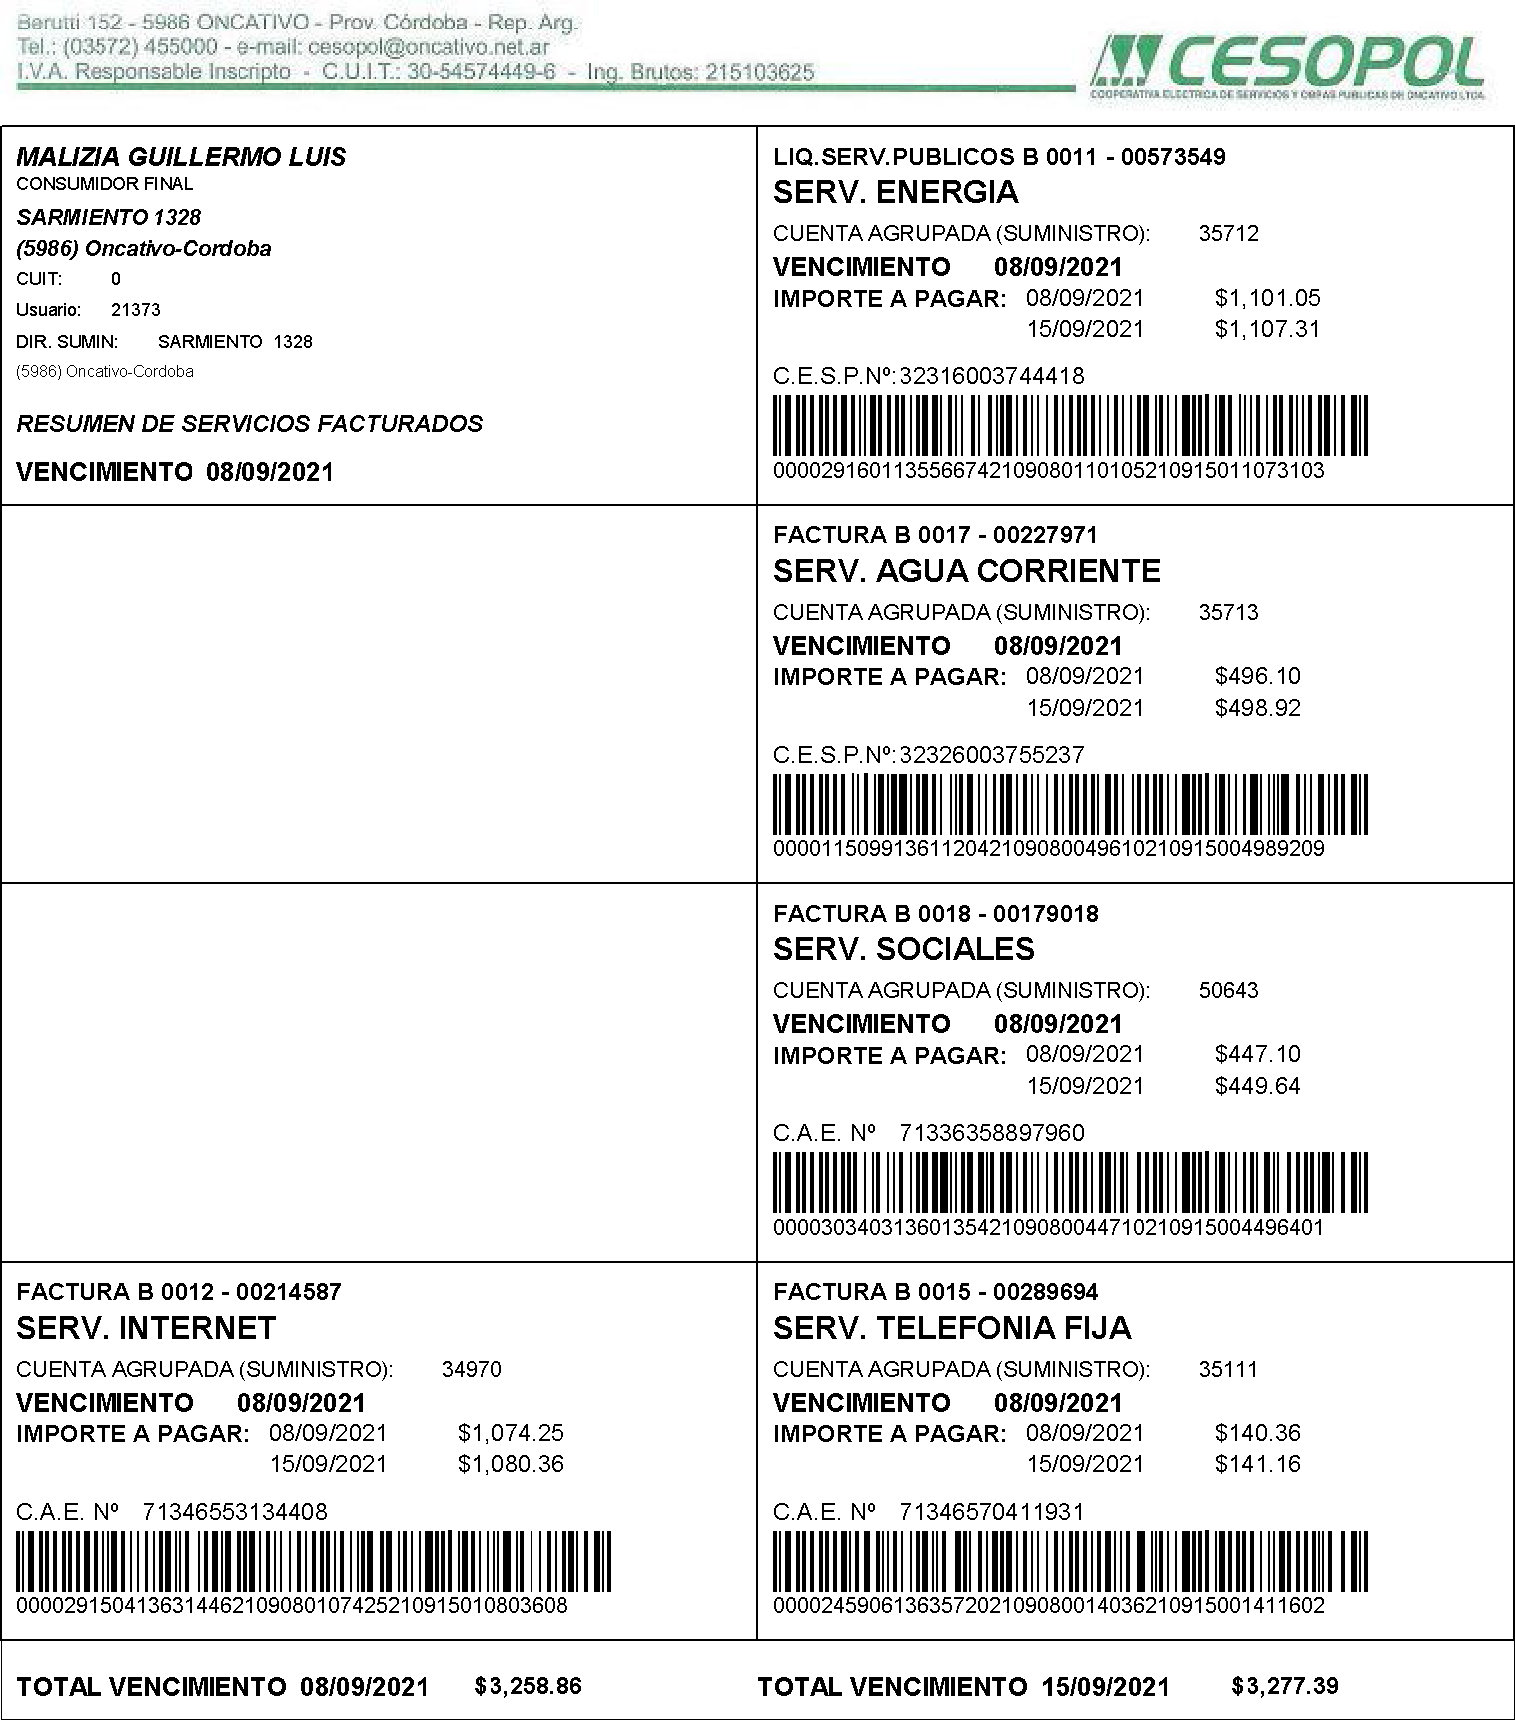 Berutti 152 - 5986 ONCATIVO - Prov. Córdoba - Rep. Arg.
Tel.: (03572) 455000 - e-mail: cesopol@oncativo.net.ar
I.V.A. Responsable Inscripto - C.U.I.T.: 30-54574449-6 - Ing. Brutos: 215103625
CESOPOL
COOPERATIVA ELECTRICA DE SERVICIOS Y OBRAS PUBLICAS DE ONCATIVO LTDA.
MALIZIA GUILLERMO LUIS
CONSUMIDOR FINAL
SARMIENTO 1328
(5986) Oncativo-Cordoba
CUIT: 0
Usuario: 21373
DIR. SUMIN: SARMIENTO 1328
(5986) Oncativo-Cordoba
RESUMEN DE SERVICIOS FACTURADOS
VENCIMIENTO 08/09/2021
LIQ.SERV.PUBLICOS B 0011 - 00573549
SERV. ENERGIA
CUENTA AGRUPADA (SUMINISTRO): 35712
VENCIMIENTO 08/09/2021
IMPORTE A PAGAR: 08/09/2021 $1,101.05
15/09/2021 $1,107.31
C.E.S.P.Nº: 32316003744418
0000291601135566742109080110105210915011073103
FACTURA B 0017 - 00227971
SERV. AGUA CORRIENTE
CUENTA AGRUPADA (SUMINISTRO): 35713
VENCIMIENTO 08/09/2021
IMPORTE A PAGAR: 08/09/2021 $496.10
15/09/2021 $498.92
C.E.S.P.Nº: 32326003755237
0000115099136112042109080049610210915004989209
FACTURA B 0018 - 00179018
SERV. SOCIALES
CUENTA AGRUPADA (SUMINISTRO): 50643
VENCIMIENTO 08/09/2021
IMPORTE A PAGAR: 08/09/2021 $447.10
15/09/2021 $449.64
C.A.E. Nº 71336358897960
0000303403136013542109080044710210915004496401
FACTURA B 0012 - 00214587
SERV. INTERNET
CUENTA AGRUPADA (SUMINISTRO): 34970
VENCIMIENTO 08/09/2021
IMPORTE A PAGAR: 08/09/2021 $1,074.25
15/09/2021 $1,080.36
C.A.E. Nº 71346553134408
0000291504136314462109080107425210915010803608
FACTURA B 0015 - 00289694
SERV. TELEFONIA FIJA
CUENTA AGRUPADA (SUMINISTRO): 35111
VENCIMIENTO 08/09/2021
IMPORTE A PAGAR: 08/09/2021 $140.36
15/09/2021 $141.16
C.A.E. Nº 71346570411931
0000245906136357202109080014036210915001411602
TOTAL VENCIMIENTO 08/09/2021 $3,258.86
TOTAL VENCIMIENTO 15/09/2021 $3,277.39